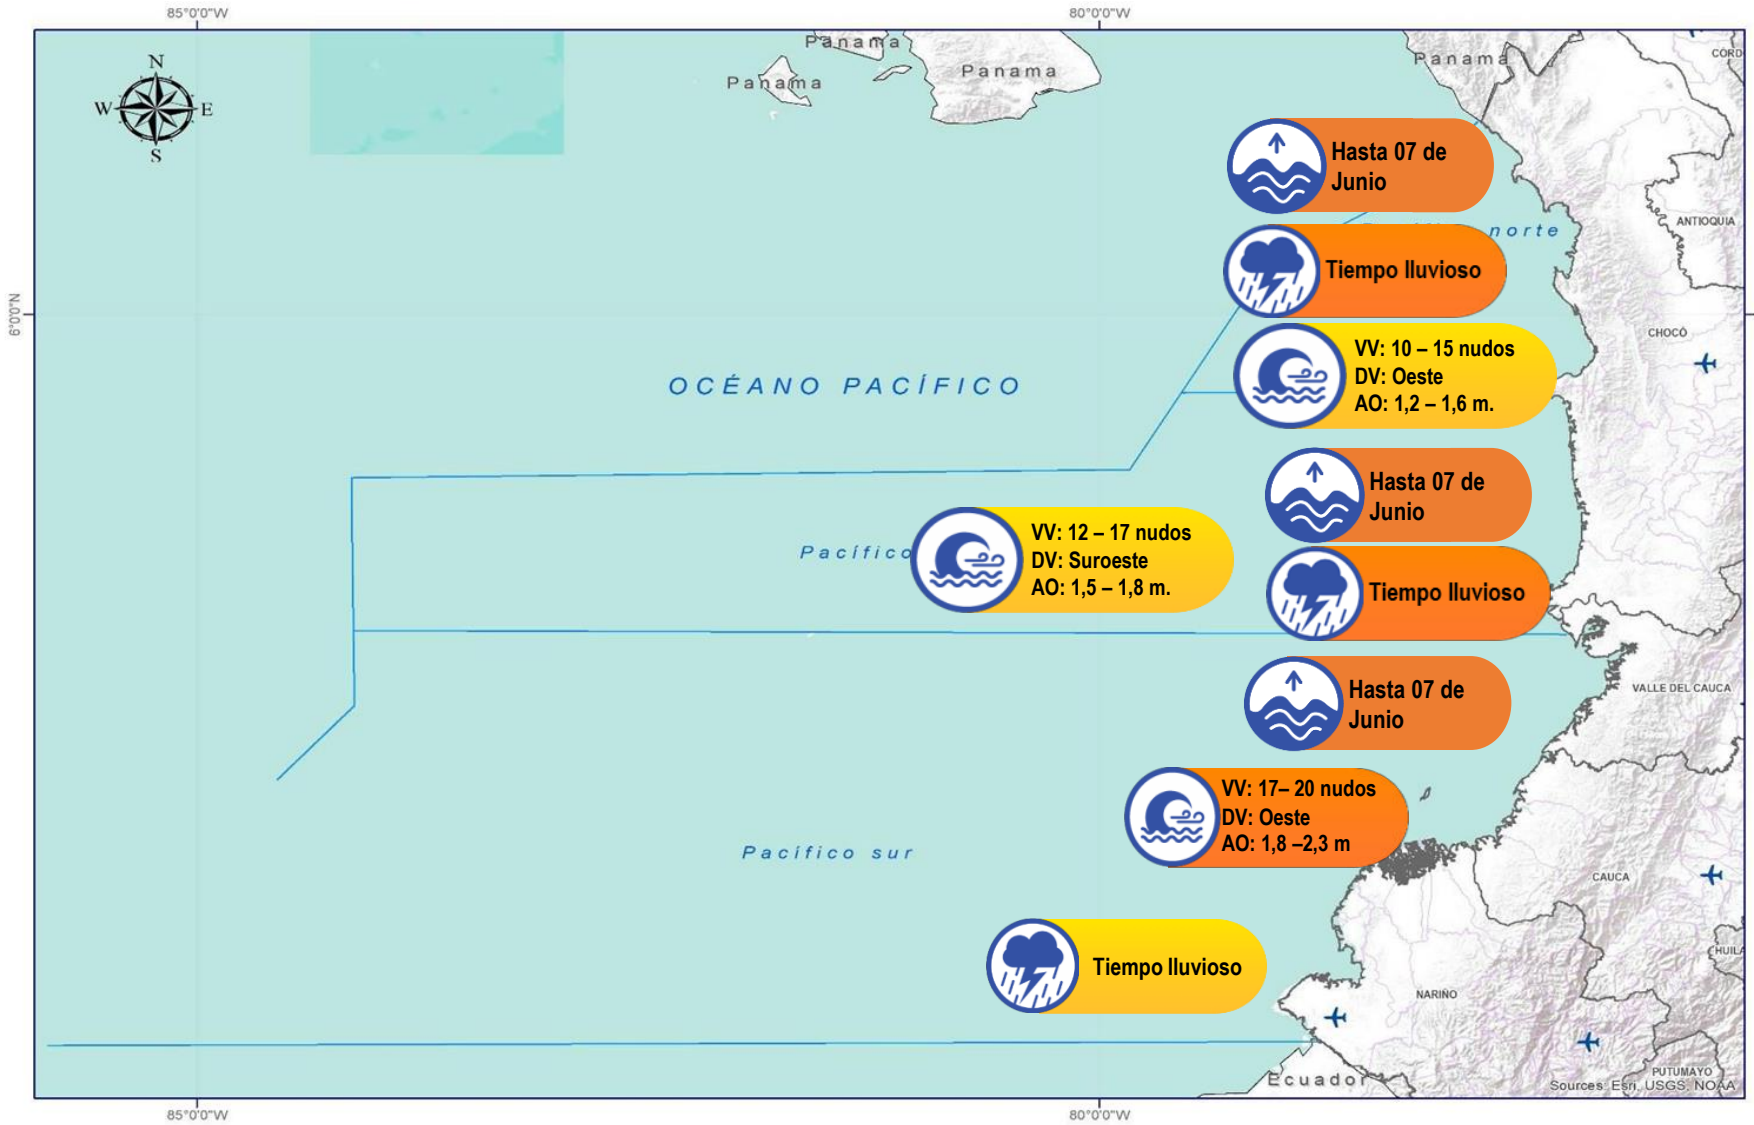 85°0'0"W
80°0'0"W
N
W
E
S
Panama
Panama
Panama
Panama
CORD
Hasta 07 de
Junio
ANTIOQUIA
norte
Tiempo lluvioso
6°0'0"N
CHOCÓ
VV: 10 – 15 nudos
DV: Oeste
AO: 1,2 – 1,6 m.
OCÉANO PACÍFICO
Hasta 07 de
Junio
Pacífico
VV: 12 – 17 nudos
DV: Suroeste
AO: 1,5 – 1,8 m.
Tiempo lluvioso
Hasta 07 de
Junio
VALLE DEL CAUCA
VV: 17– 20 nudos
DV: Oeste
AO: 1,8 –2,3 m
Pacífico sur
CAUCA
HUILA
Tiempo lluvioso
NARIÑO
PUTUMAYO
Ecuador
Sources: Esri, USGS, NOAA
85°0'0"W
80°0'0"W